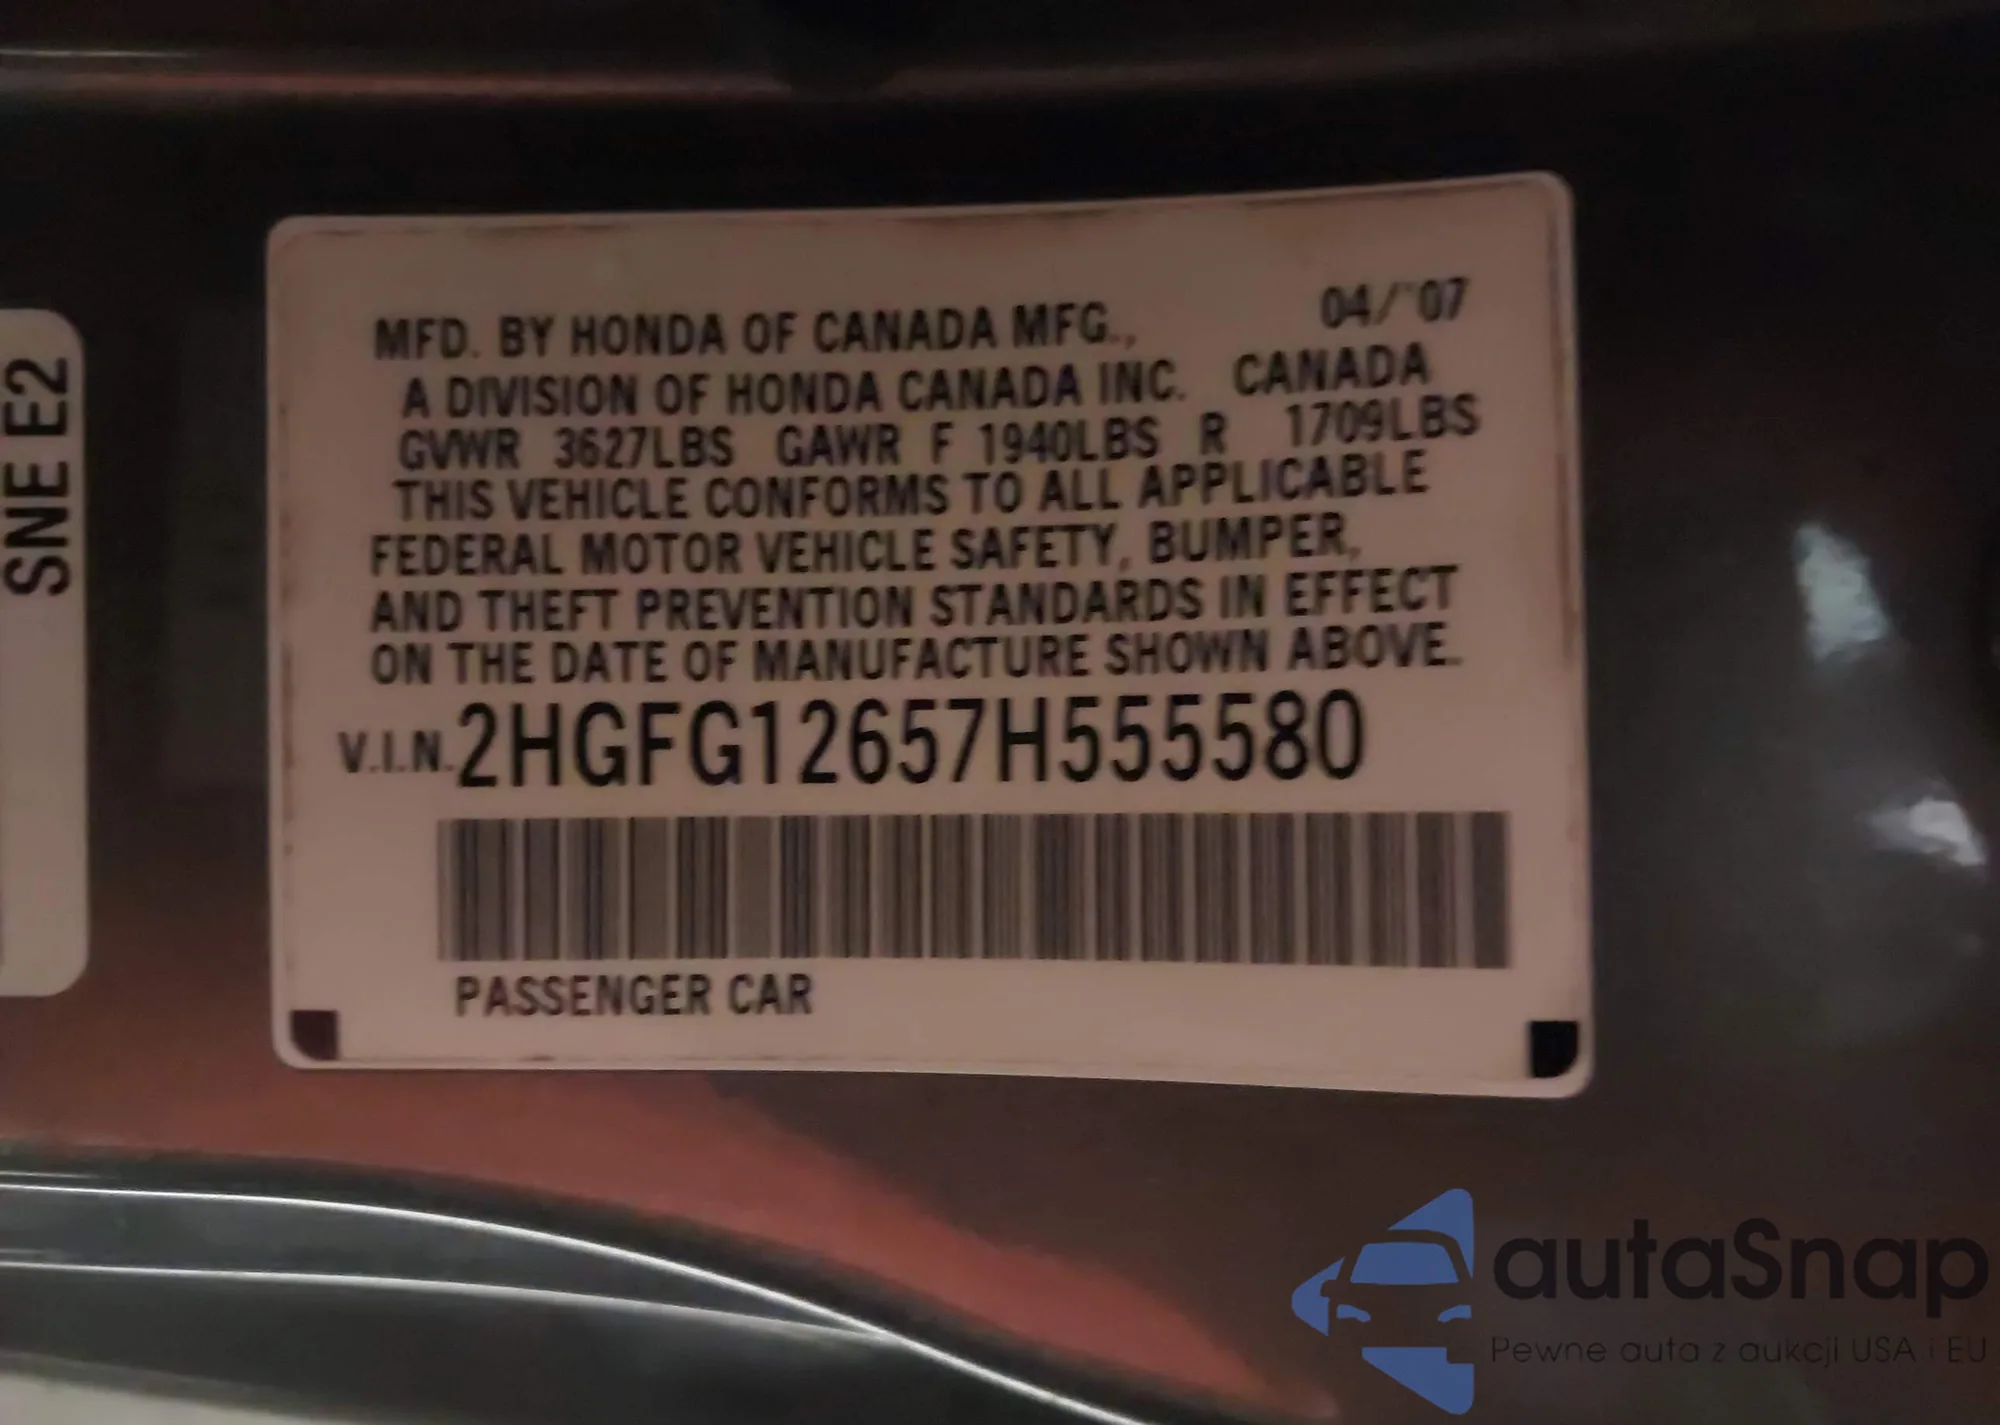 MFD. BY HONDA OF CANADA MFG., 04/'07
A DIVISION OF HONDA CANADA INC. CANADA
GVWR 3627LBS GAWR F 1940LBS R 1709LBS
THIS VEHICLE CONFORMS TO ALL APPLICABLE
FEDERAL MOTOR VEHICLE SAFETY, BUMPER,
AND THEFT PREVENTION STANDARDS IN EFFECT
ON THE DATE OF MANUFACTURE SHOWN ABOVE.
V.I.N. 2HGFG12657H555580
PASSENGER CAR
SNE E2
autaSnap
Pewne auta z aukcji USA i EU